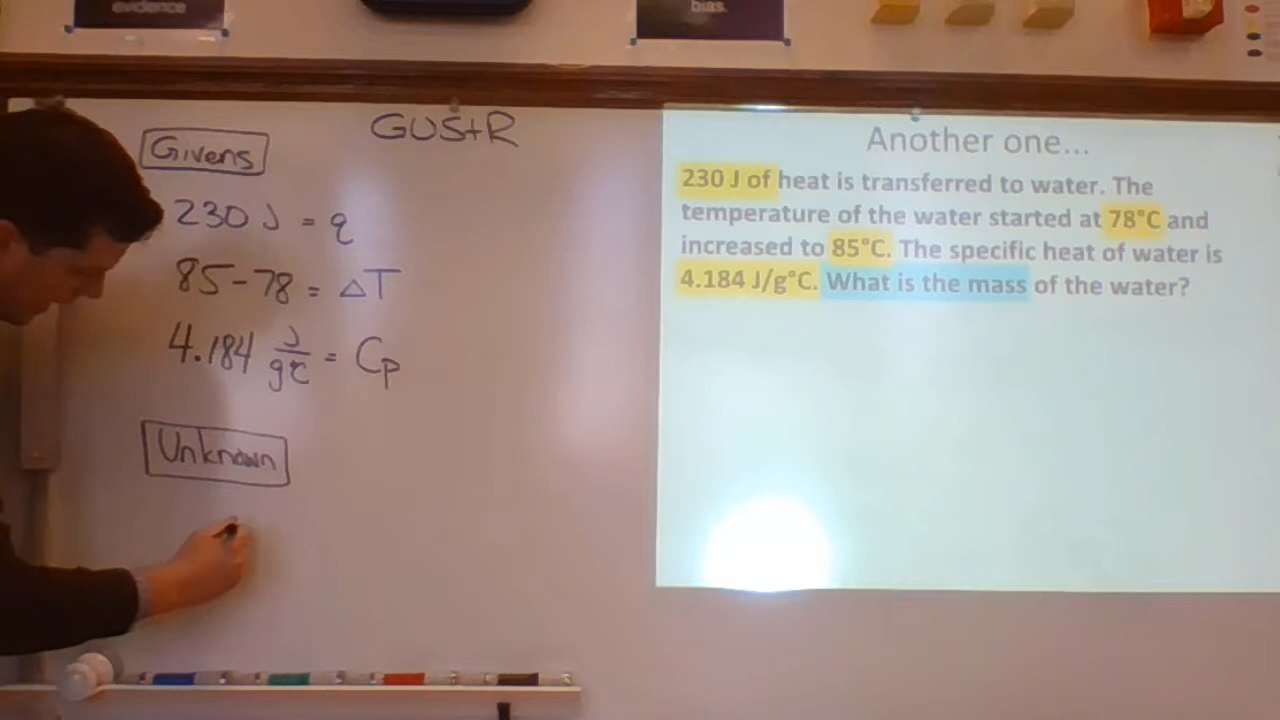 evidence
bias.
GUS+R
Givens
230 J = q
85-78 = △T
4.184 J/g°C = Cp
Unknown
Another one...
230 J of heat is transferred to water. The
temperature of the water started at 78°C and
increased to 85°C. The specific heat of water is
4.184 J/g°C. What is the mass of the water?